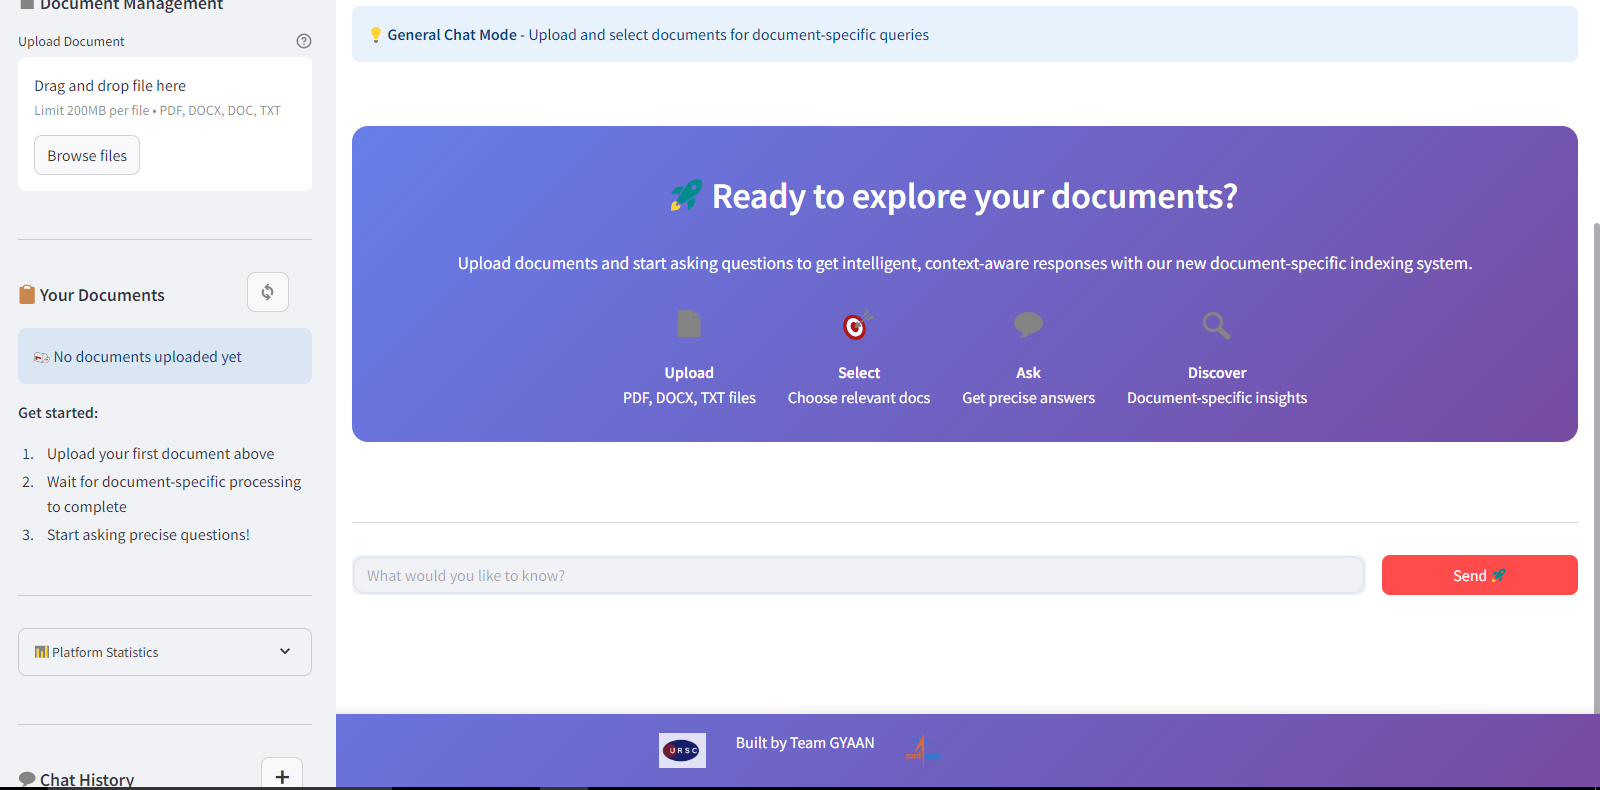 Document Management
Upload Document
Drag and drop file here
Limit 200MB per file • PDF, DOCX, DOC, TXT
Browse files
Your Documents
No documents uploaded yet
Get started:
1. Upload your first document above
2. Wait for document-specific processing
to complete
3. Start asking precise questions!
Platform Statistics
Chat History
+
General Chat Mode - Upload and select documents for document-specific queries
Ready to explore your documents?
Upload documents and start asking questions to get intelligent, context-aware responses with our new document-specific indexing system.
Upload
PDF, DOCX, TXT files
Select
Choose relevant docs
Ask
Get precise answers
Discover
Document-specific insights
What would you like to know?
Send
URSC
Built by Team GYAAN